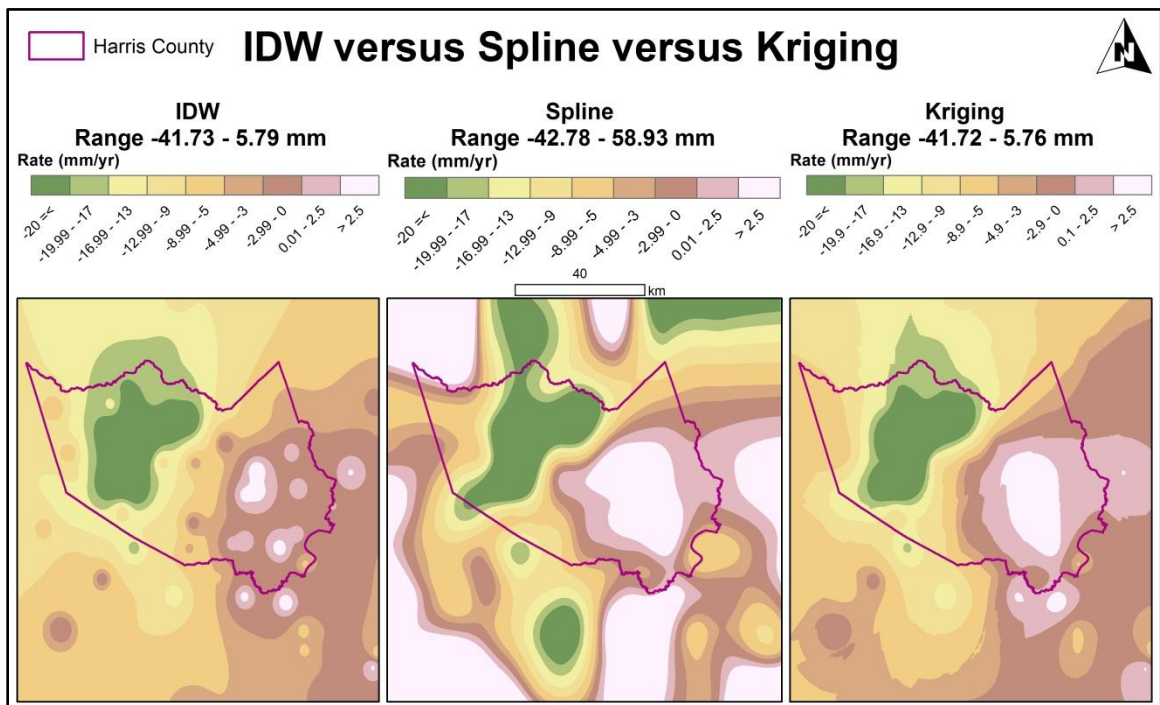 Harris County
IDW versus Spline versus Kriging
N
IDW
Range -41.73 - 5.79 mm
Rate (mm/yr)
-20 =<
-19.99 - -17
-16.99 - -13
-12.99 - -9
-8.99 - -5
-4.99 - -3
-2.99 - 0
0.01 - 2.5
> 2.5
Spline
Range -42.78 - 58.93 mm
Rate (mm/yr)
-20 =<
-19.99 - -17
-16.99 - -13
-12.99 - -9
-8.99 - -5
-4.99 - -3
-2.99 - 0
0.01 - 2.5
> 2.5
40
km
Kriging
Range -41.72 - 5.76 mm
Rate (mm/yr)
-20 =<
-19.9 - -17
-16.9 - -13
-12.9 - -9
-8.9 - -5
-4.9 - -3
-2.9 - 0
0.1 - 2.5
> 2.5